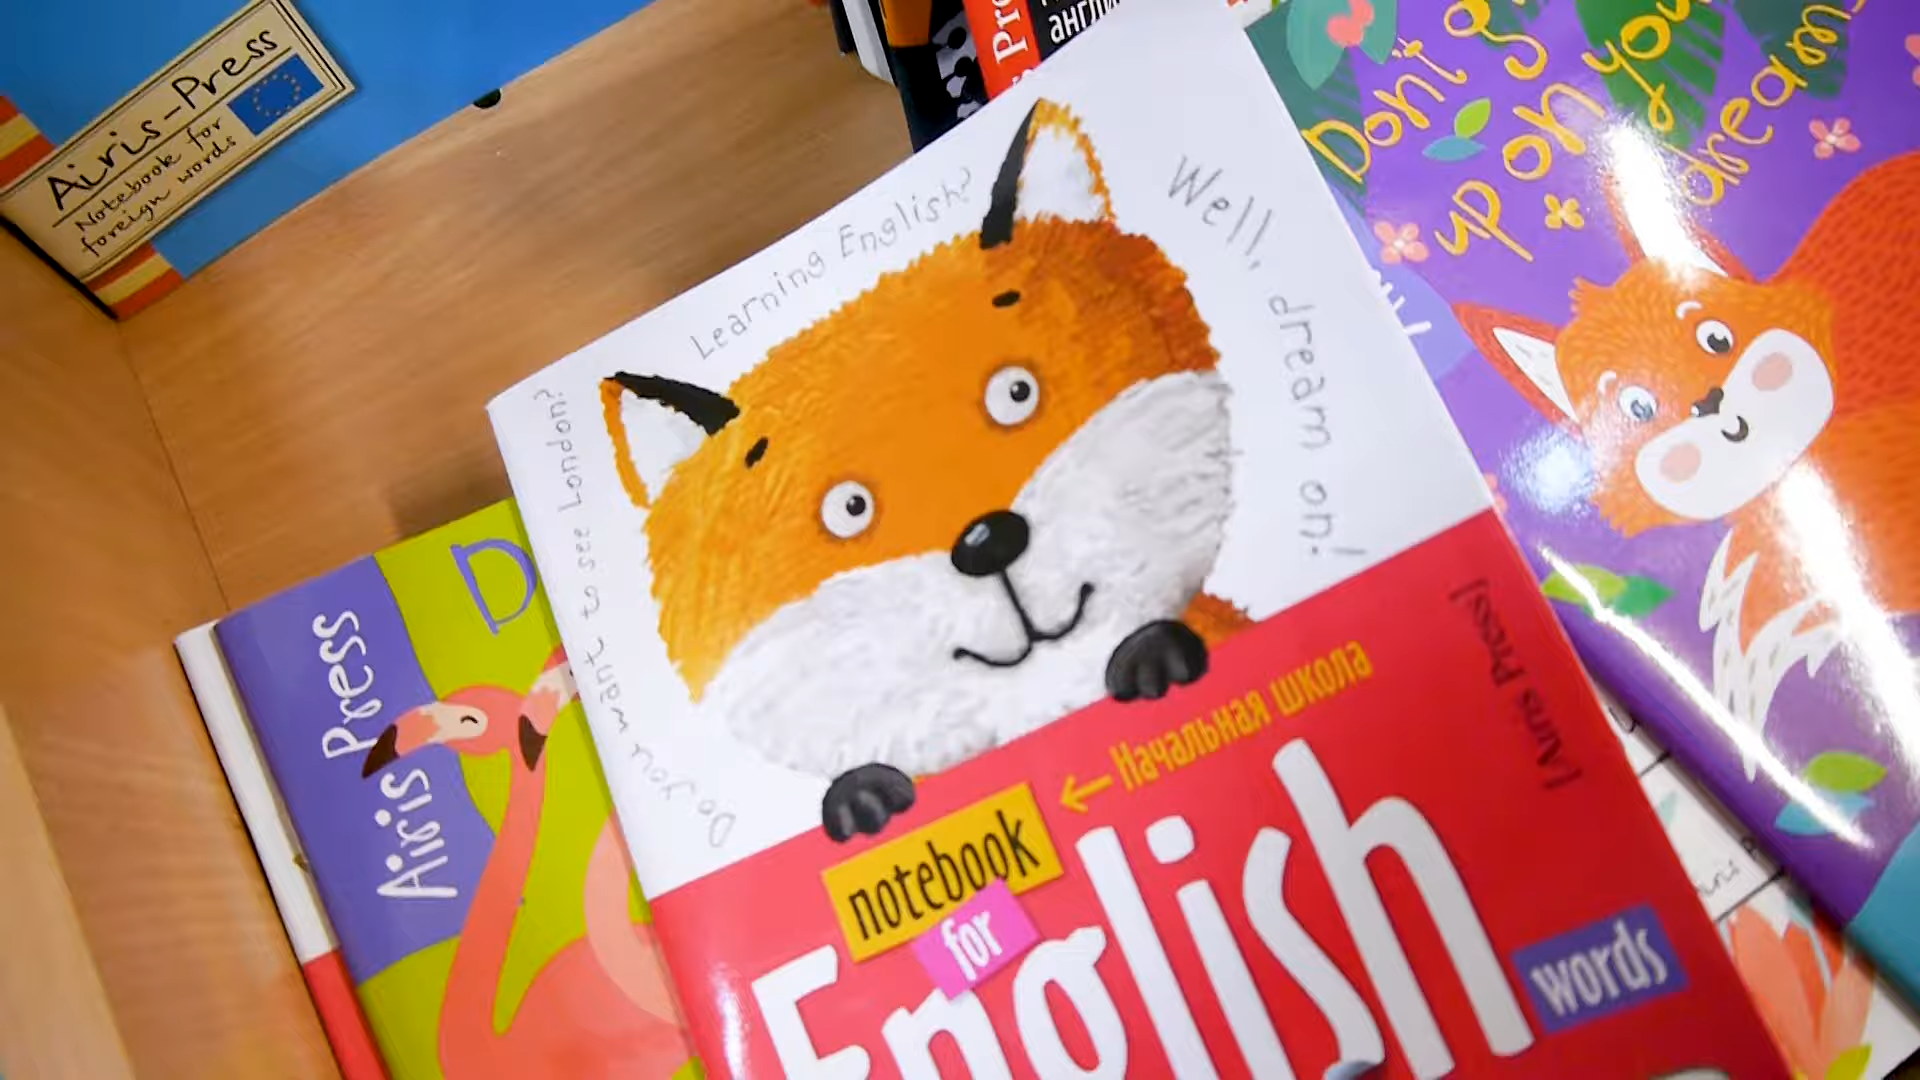 Airis-Press
Notebook for
foreign words
англи
Learning English?
Well, dream on!
Do you want to see London?
Начальная школа
[Airis Press]
notebook
for
English
words
Airis Press
D
Don't g
up on you
dream